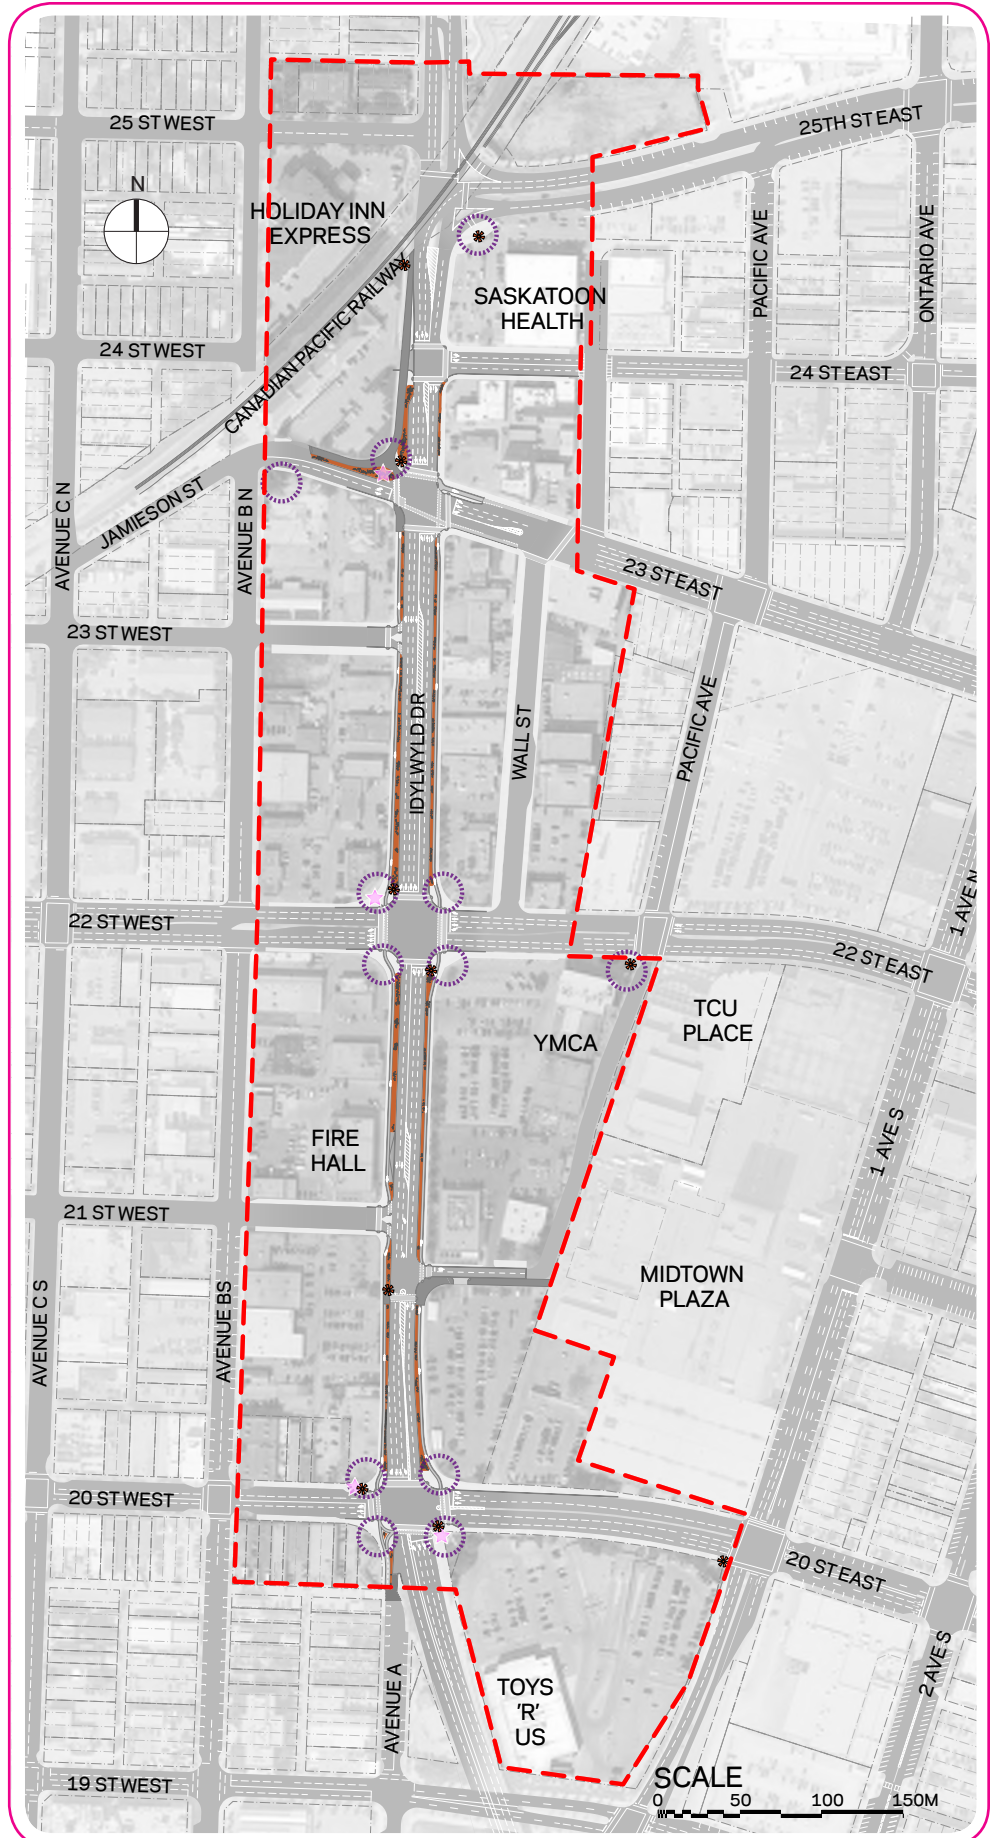 25 ST WEST
25TH ST EAST
N
HOLIDAY INN
EXPRESS
PACIFIC AVE
ONTARIO AVE
CANADIAN PACIFIC RAILWAY
SASKATOON
HEALTH
24 ST WEST
24 ST EAST
AVENUE C N
JAMIESON ST
AVENUE B N
23 ST EAST
23 ST WEST
IDYLWYLD DR
WALL ST
PACIFIC AVE
1 AVE N
22 ST WEST
22 ST EAST
TCU
PLACE
YMCA
FIRE
HALL
1 AVE S
21 ST WEST
MIDTOWN
PLAZA
AVENUE C S
AVENUE BS
20 ST WEST
20 ST EAST
2 AVE S
AVENUE A
TOYS
'R'
US
19 ST WEST
SCALE
0 50 100 150M